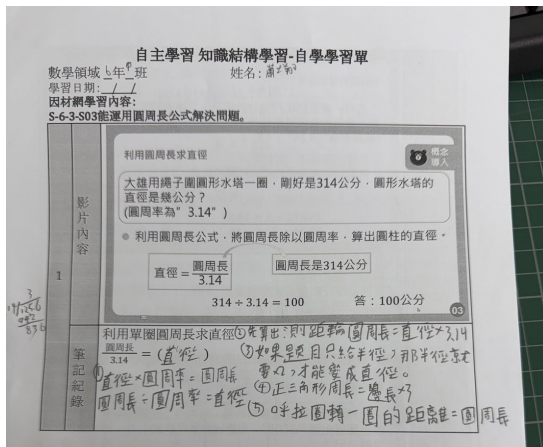 自主學習 知識結構學習-自學學習單
數學領域 6年 班 姓名:
學習日期: / /
因材網學習內容:
S-6-3-S03能運用圓周長公式解決問題。
1
影片內容
利用圓周長求直徑
概念導入
大雄用繩子圍圓形水塔一圈,剛好是314公分,圓形水塔的
直徑是幾公分?
(圓周率為"3.14")
利用圓周長公式,將圓周長除以圓周率,算出圓柱的直徑。
直徑=圓周長/3.14
圓周長是314公分
314÷3.14=100 答:100公分
03
筆記紀錄
利用單圈圓周長求直徑
圓周長/3.14=(直徑)
①直徑×圓周率=圓周長
圓周長÷圓周率=直徑
②先算出:測距輪圓周長=直徑×3.14
③如果題目只給半徑,那半徑就
要×2才能變成直徑。
④正三角形周長=邊長×3
⑤呼拉圈轉一圈的距離=圓周長